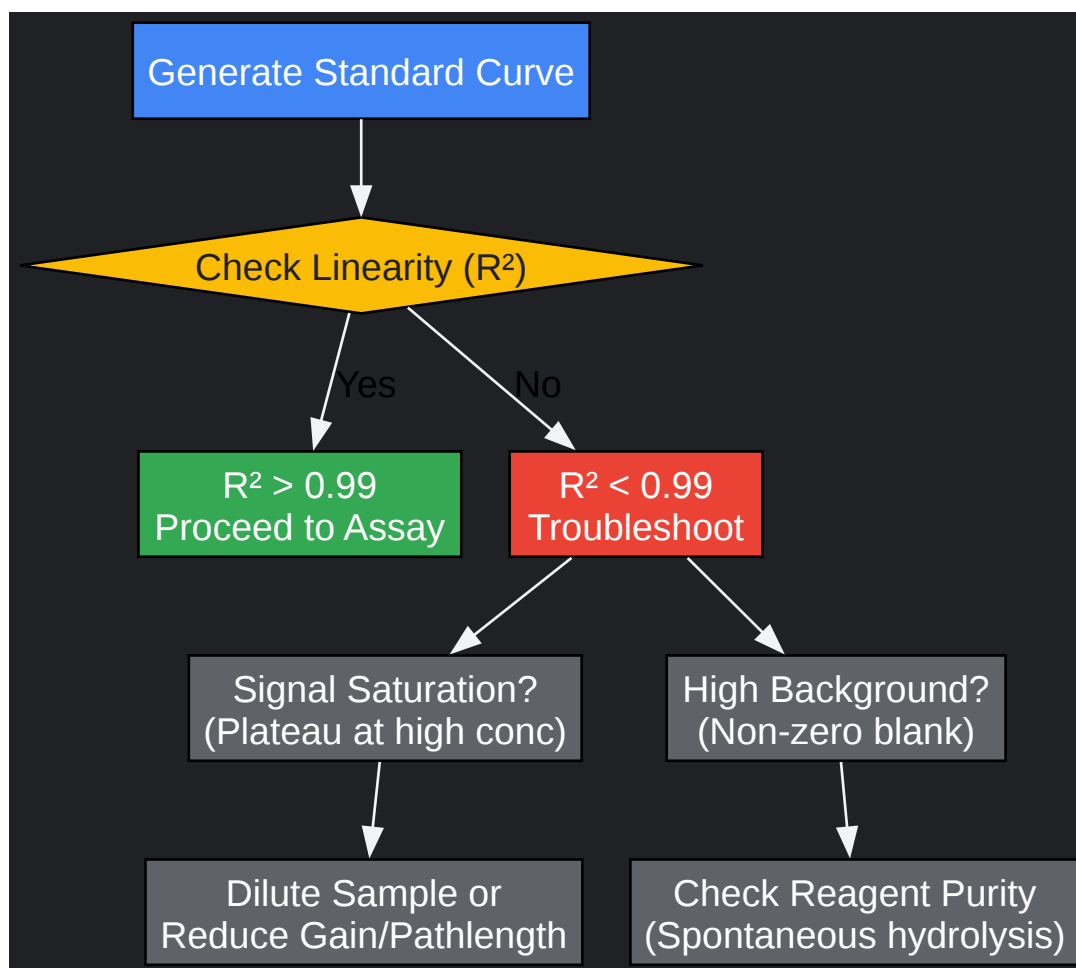 Generate Standard Curve
Check Linearity (R²)
Yes
No
R² > 0.99
Proceed to Assay
R² < 0.99
Troubleshoot
Signal Saturation?
(Plateau at high conc)
High Background?
(Non-zero blank)
Dilute Sample or
Reduce Gain/Pathlength
Check Reagent Purity
(Spontaneous hydrolysis)